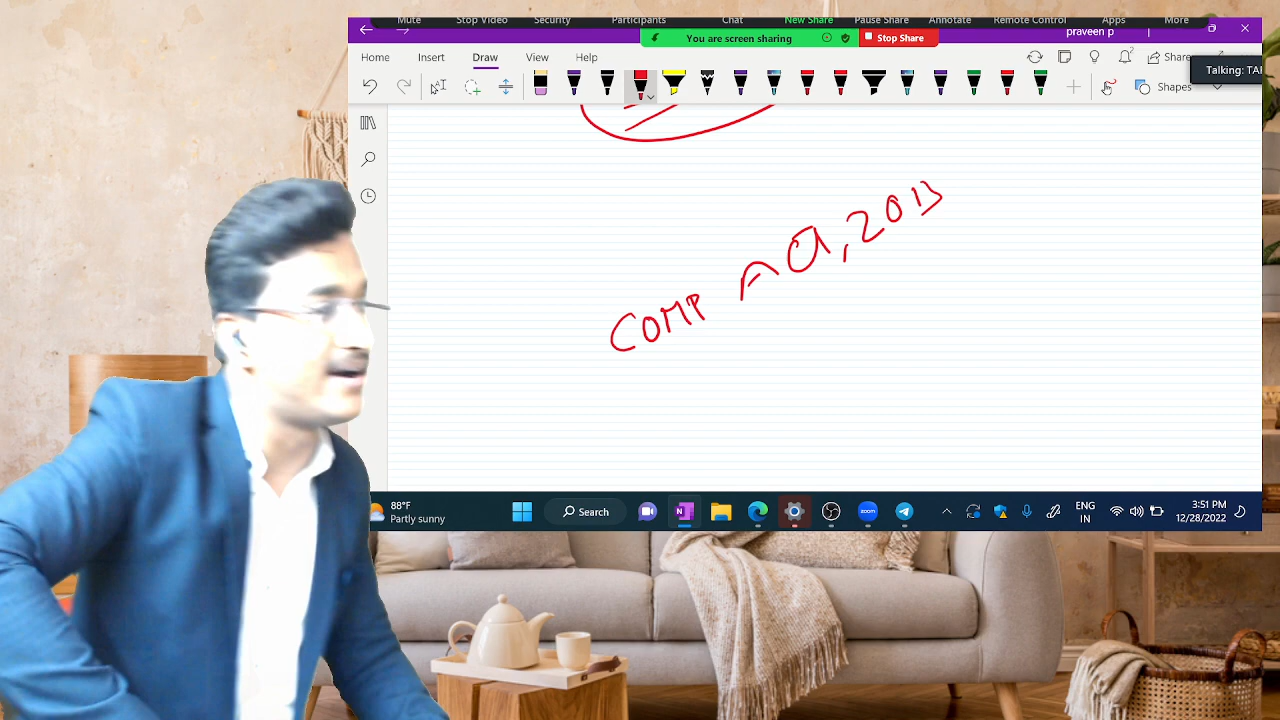 Mute Stop Video Security Participants Chat New Share Pause Share Annotate Remote Control Apps More
praveen p
You are screen sharing Stop Share
Home Insert Draw View Help
2
Share
Talking: TA
Shapes
COMP Act, 2013
88°F
Partly sunny
Search
zoom
ENG
IN
3:51 PM
12/28/2022